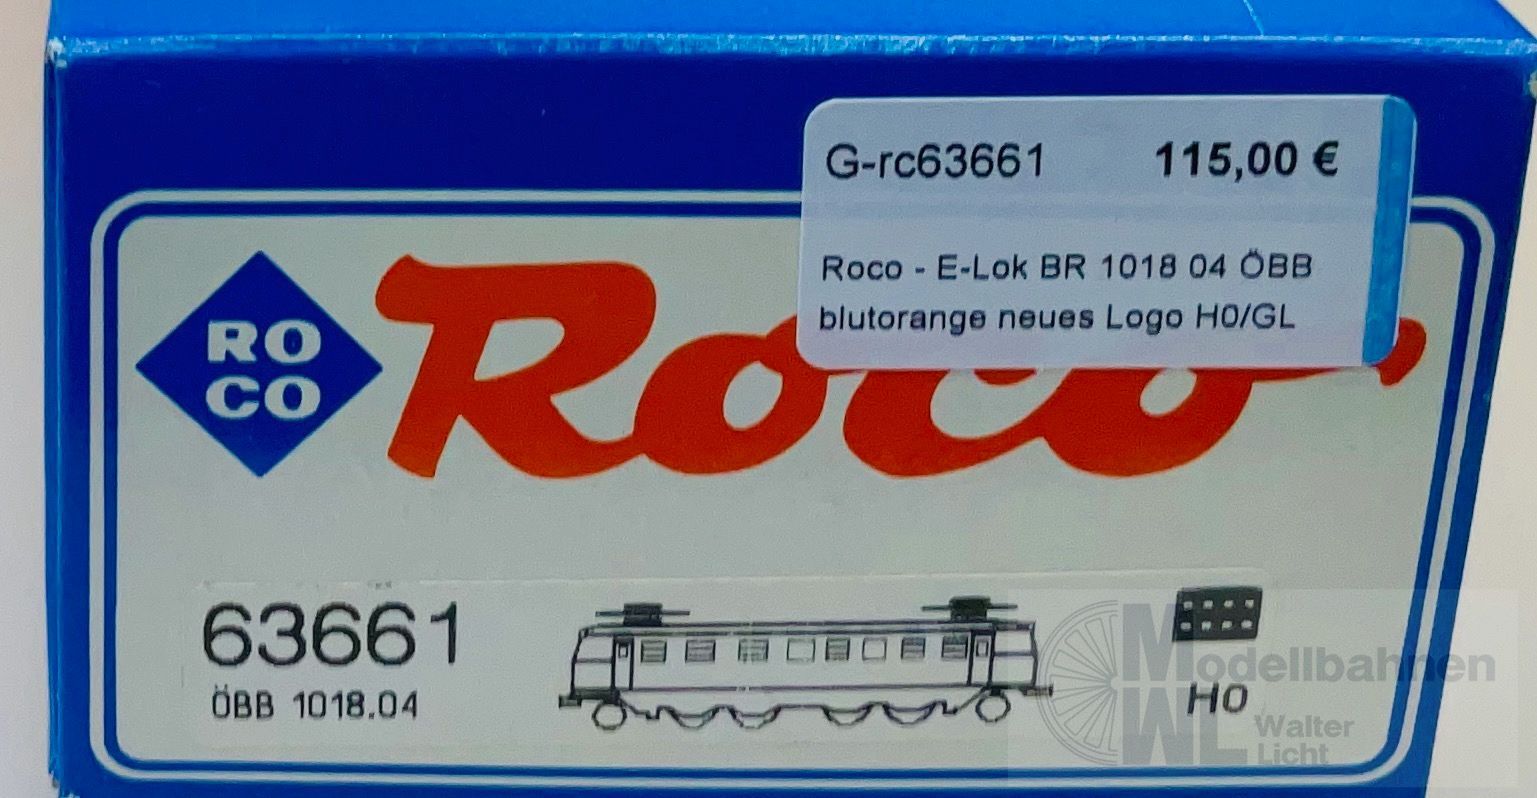 G-rc63661 115,00 €
Roco - E-Lok BR 1018 04 ÖBB
blutorange neues Logo H0/GL
RO
CO
Roco
63661
ÖBB 1018.04
H0
Modellbahnen
WL Walter
Licht